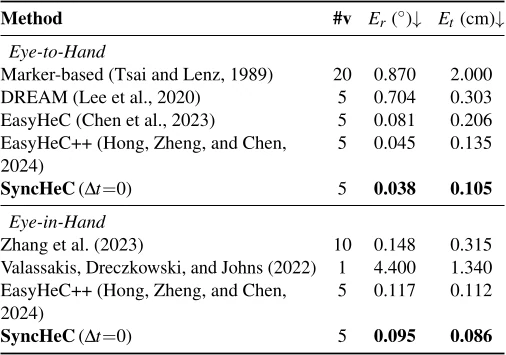 Method #v E_r (°)↓ E_t (cm)↓
Eye-to-Hand
Marker-based (Tsai and Lenz, 1989) 20 0.870 2.000
DREAM (Lee et al., 2020) 5 0.704 0.303
EasyHeC (Chen et al., 2023) 5 0.081 0.206
EasyHeC++ (Hong, Zheng, and Chen, 5 0.045 0.135
2024)
SyncHeC (Δt=0) 5 0.038 0.105
Eye-in-Hand
Zhang et al. (2023) 10 0.148 0.315
Valassakis, Dreczkowski, and Johns (2022) 1 4.400 1.340
EasyHeC++ (Hong, Zheng, and Chen, 5 0.117 0.112
2024)
SyncHeC (Δt=0) 5 0.095 0.086